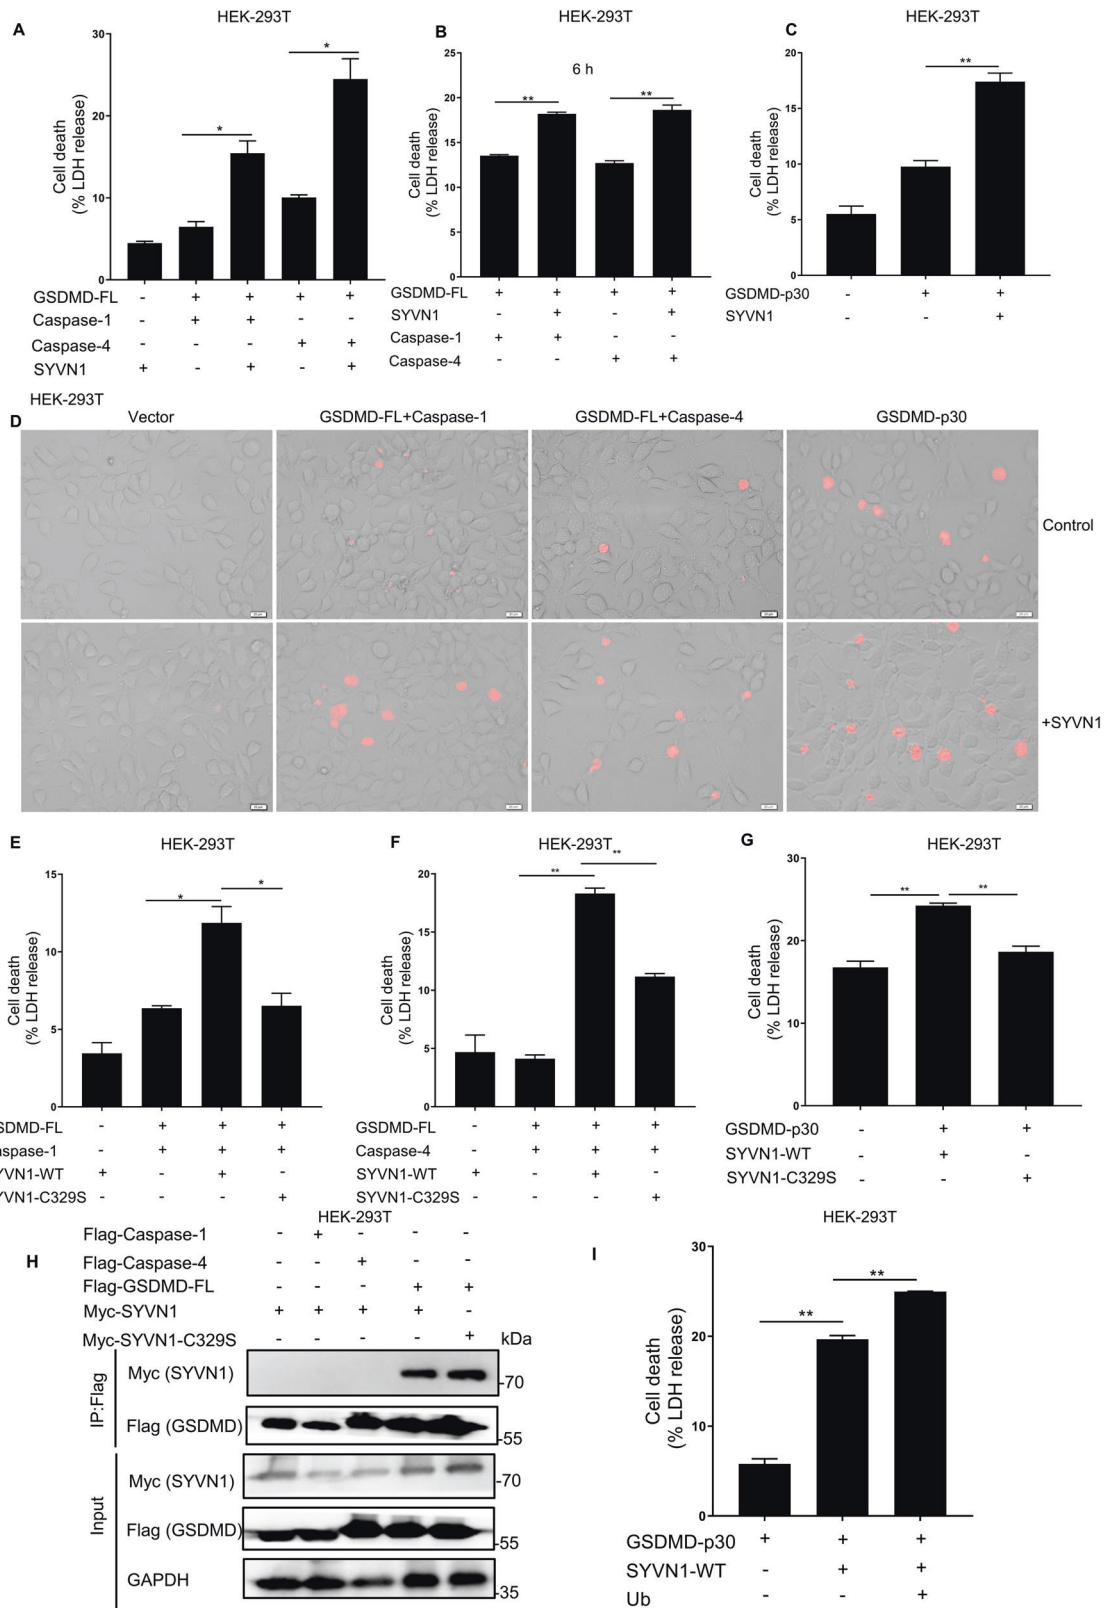 A
HEK-293T
Cell death
(% LDH release)
30
20
10
0
*
*
GSDMD-FL - + + + +
Caspase-1 - + + - -
Caspase-4 - - - + +
SYVN1 + - + - +
B
HEK-293T
6 h
Cell death
(% LDH release)
25
20
15
10
5
0
**
**
GSDMD-FL + + + +
SYVN1 - + - +
Caspase-1 + + - -
Caspase-4 - - + +
C
HEK-293T
Cell death
(% LDH release)
20
15
10
5
0
**
GSDMD-p30 - + +
SYVN1 - - +
HEK-293T
D
Vector
GSDMD-FL+Caspase-1
GSDMD-FL+Caspase-4
GSDMD-p30
Control
+SYVN1
E
HEK-293T
Cell death
(% LDH release)
15
10
5
0
*
*
SDMD-FL - + + +
aspase-1 - + + +
YVN1-WT + - + -
YVN1-C329S - - - +
F
HEK-293T
Cell death
(% LDH release)
20
15
10
5
0
**
**
GSDMD-FL - + + +
Caspase-4 - + + +
SYVN1-WT + - + -
SYVN1-C329S - - - +
G
HEK-293T
Cell death
(% LDH release)
30
20
10
0
**
**
GSDMD-p30 - + +
SYVN1-WT - + -
SYVN1-C329S - - +
H
HEK-293T
Flag-Caspase-1 - + - - -
Flag-Caspase-4 - - + - -
Flag-GSDMD-FL - - - + +
Myc-SYVN1 + + + + -
Myc-SYVN1-C329S - - - - +
kDa
IP:Flag
Myc (SYVN1)
-70
Flag (GSDMD)
-55
Input
Myc (SYVN1)
-70
Flag (GSDMD)
-55
GAPDH
-35
I
HEK-293T
Cell death
(% LDH release)
30
20
10
0
**
**
GSDMD-p30 + + +
SYVN1-WT - + +
Ub - - +